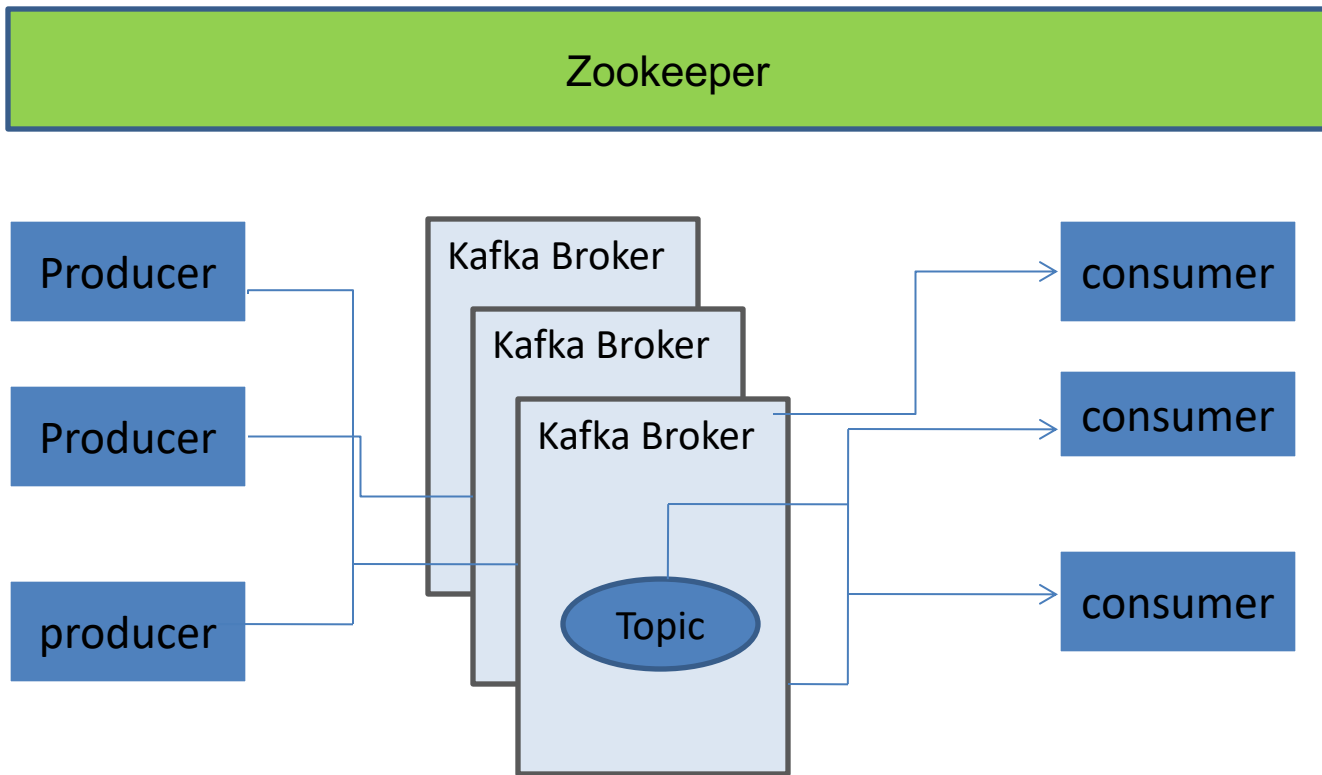 Zookeeper
Producer
Kafka Broker
consumer
Kafka Broker
Producer
Kafka Broker
consumer
producer
Topic
consumer